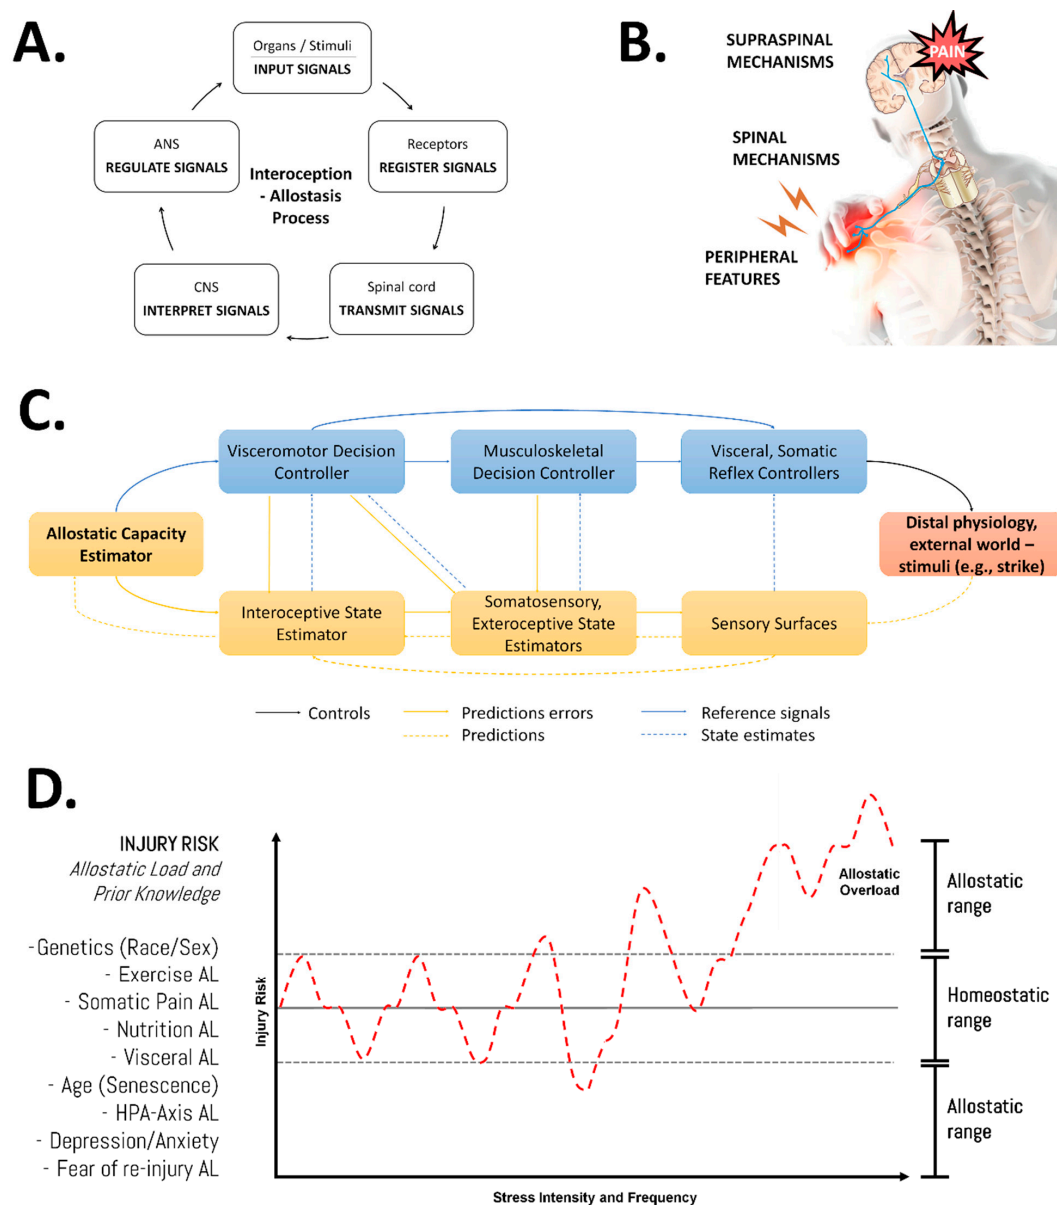 A.
Organs / Stimuli
INPUT SIGNALS
ANS
REGULATE SIGNALS
Receptors
REGISTER SIGNALS
Interoception
- Allostasis
Process
CNS
INTERPRET SIGNALS
Spinal cord
TRANSMIT SIGNALS
B.
SUPRASPINAL
MECHANISMS
PAIN
SPINAL
MECHANISMS
PERIPHERAL
FEATURES
C.
Visceromotor Decision
Controller
Musculoskeletal
Decision Controller
Visceral, Somatic
Reflex Controllers
Allostatic Capacity
Estimator
Distal physiology,
external world –
stimuli (e.g., strike)
Interoceptive State
Estimator
Somatosensory,
Exteroceptive State
Estimators
Sensory Surfaces
Controls
Predictions errors
Predictions
Reference signals
State estimates
D.
INJURY RISK
Allostatic Load and
Prior Knowledge
-Genetics (Race/Sex)
- Exercise AL
- Somatic Pain AL
- Nutrition AL
- Visceral AL
- Age (Senescence)
- HPA-Axis AL
- Depression/Anxiety
- Fear of re-injury AL
Injury Risk
Allostatic
Overload
Allostatic
range
Homeostatic
range
Allostatic
range
Stress Intensity and Frequency